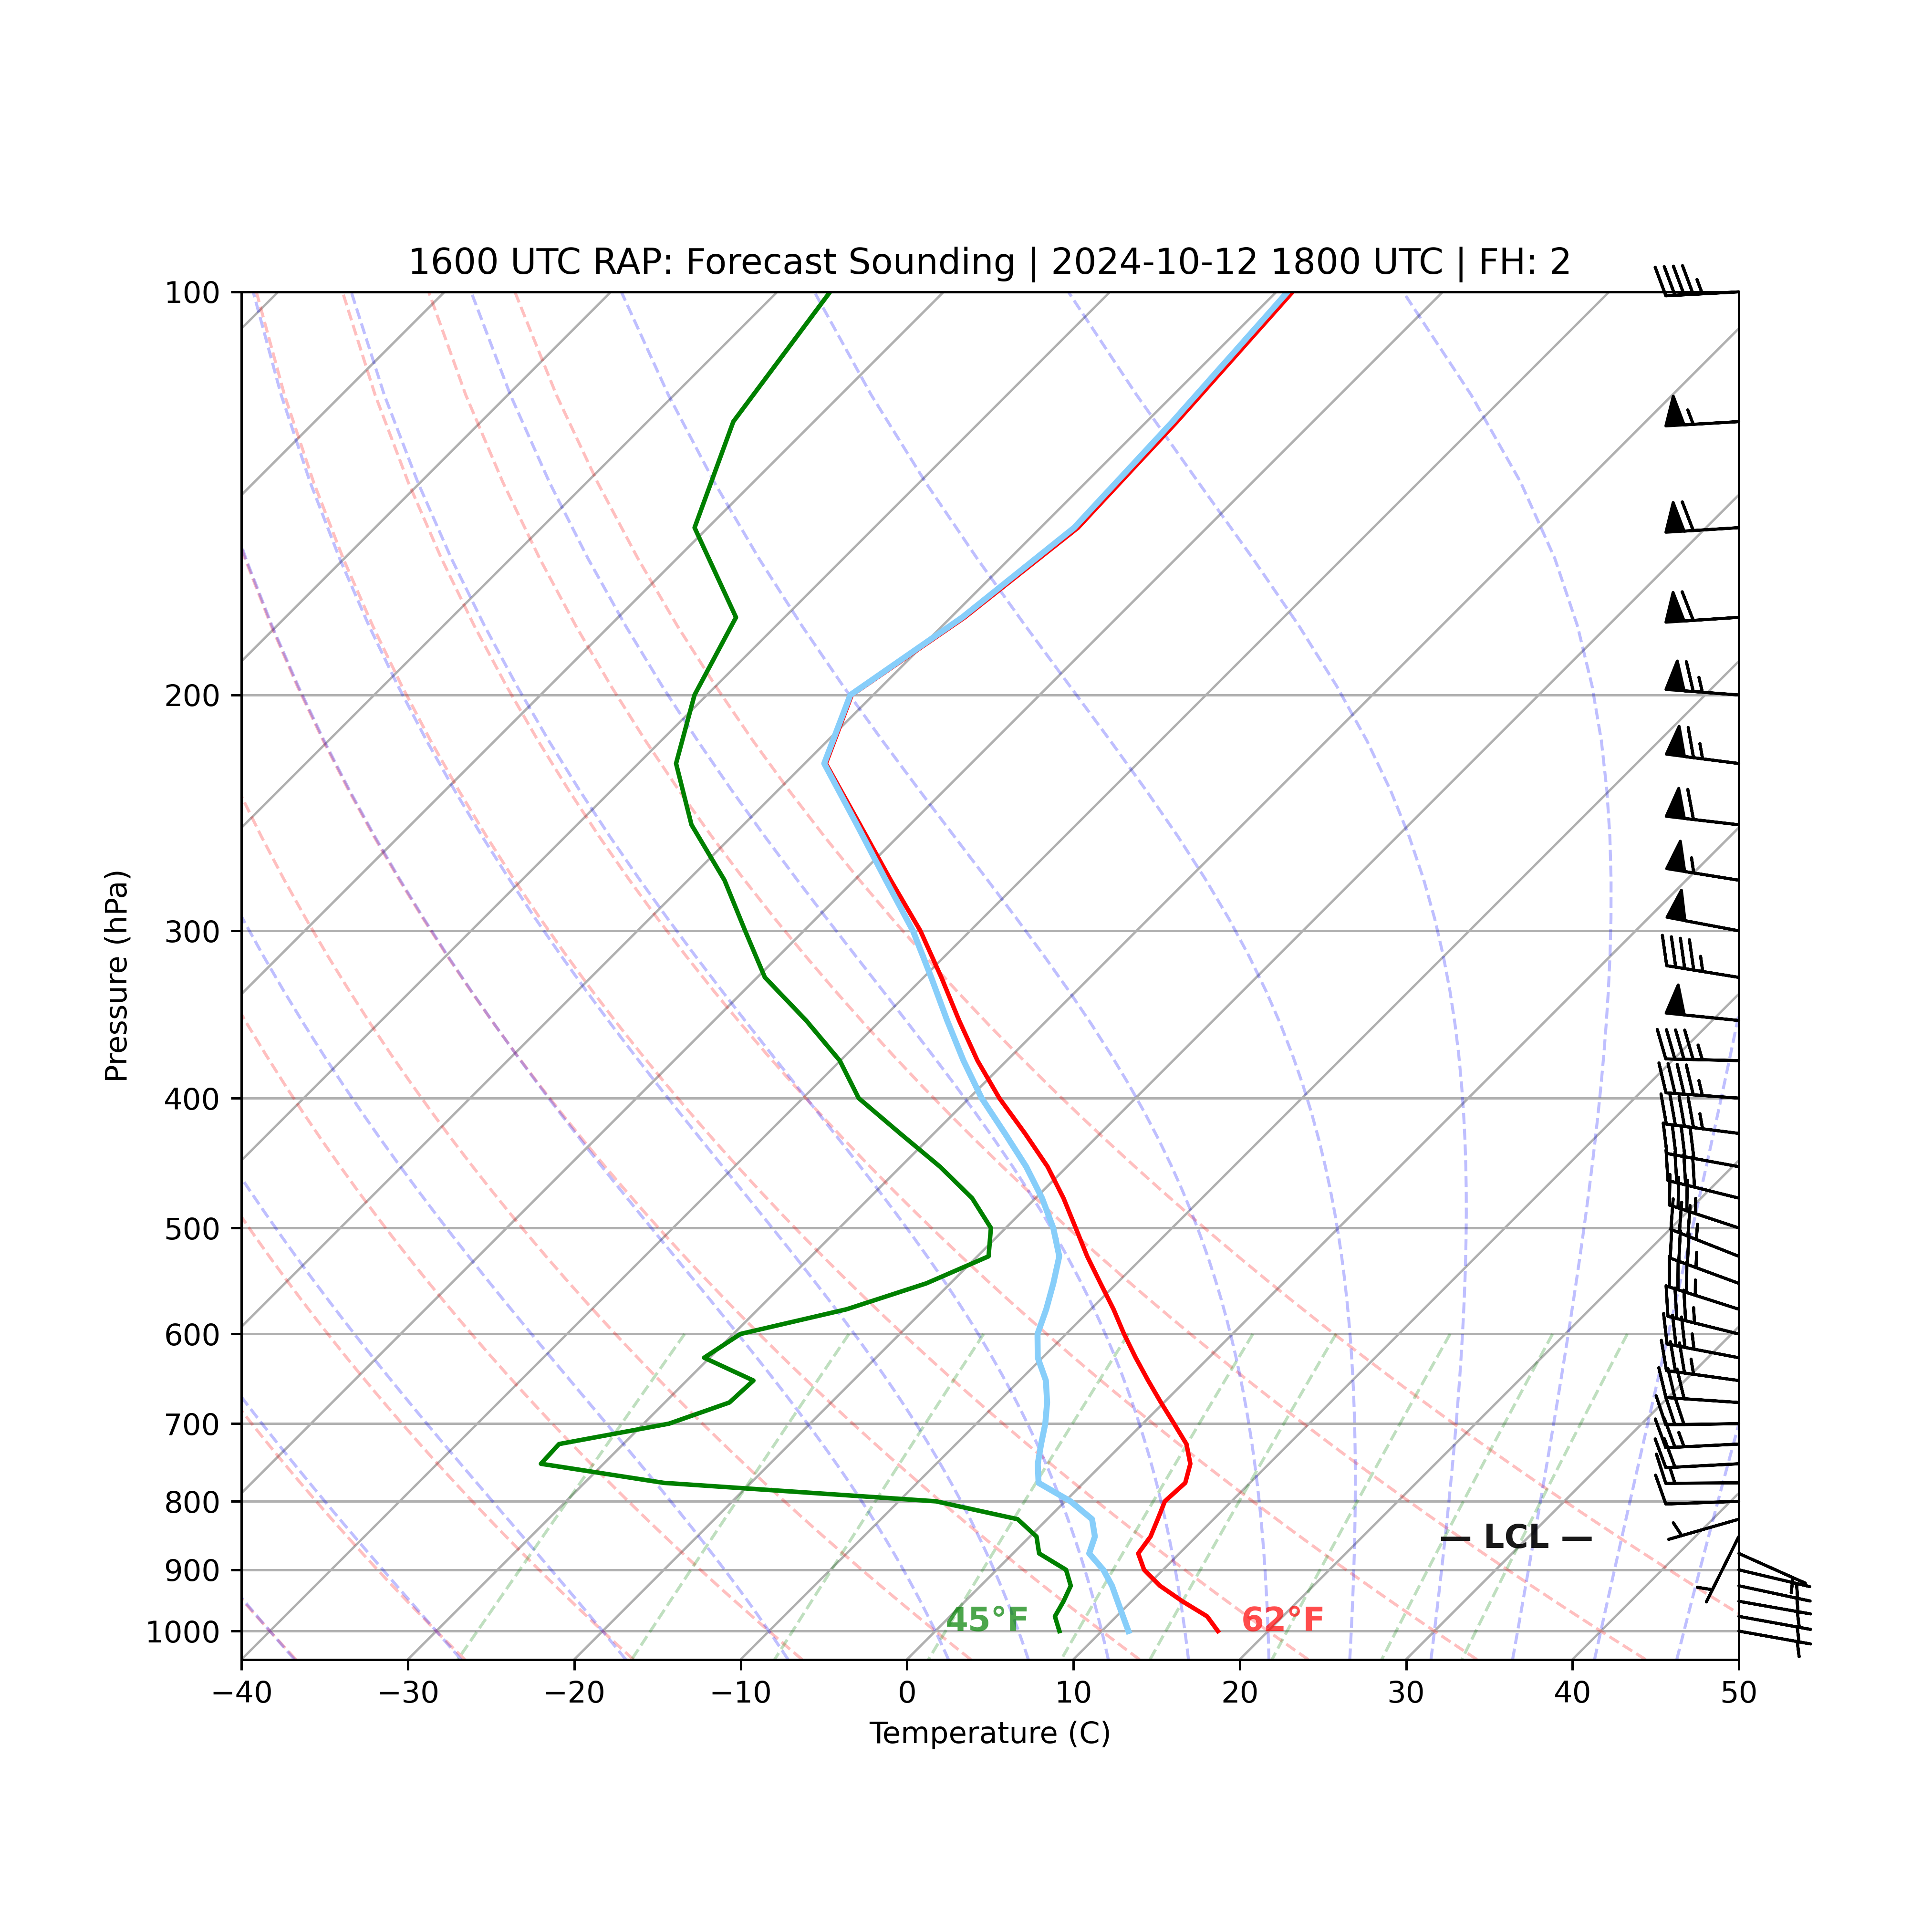 1600 UTC RAP: Forecast Sounding | 2024-10-12 1800 UTC | FH: 2
100
200
300
400
500
600
700
800
900
1000
Pressure (hPa)
— LCL —
45°F
62°F
−40 −30 −20 −10 0 10 20 30 40 50
Temperature (C)